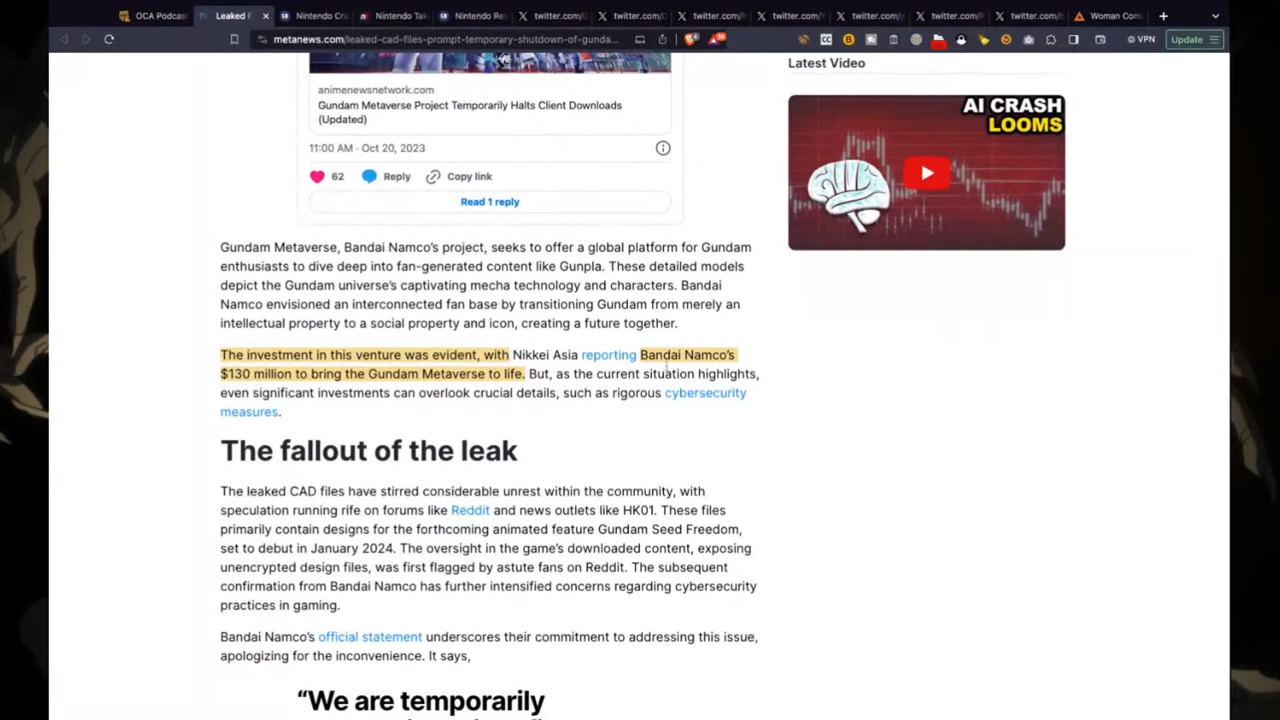 OCA Podcas
Leaked F
Nintendo Cr
Nintendo Tak
Nintendo Re
twitter.com/
twitter.com/
twitter.com/
twitter.com/
twitter.com/
twitter.com/
twitter.com/
Woman Com
metanews.com/leaked-cad-files-prompt-temporary-shutdown-of-gunda...
VPN
Update
animenewsnetwork.com
Gundam Metaverse Project Temporarily Halts Client Downloads
(Updated)
11:00 AM · Oct 20, 2023
62
Reply
Copy link
Read 1 reply
Latest Video
AI CRASH
LOOMS
Gundam Metaverse, Bandai Namco's project, seeks to offer a global platform for Gundam
enthusiasts to dive deep into fan-generated content like Gunpla. These detailed models
depict the Gundam universe's captivating mecha technology and characters. Bandai
Namco envisioned an interconnected fan base by transitioning Gundam from merely an
intellectual property to a social property and icon, creating a future together.
The investment in this venture was evident, with Nikkei Asia reporting Bandai Namco's
$130 million to bring the Gundam Metaverse to life. But, as the current situation highlights,
even significant investments can overlook crucial details, such as rigorous cybersecurity
measures.
The fallout of the leak
The leaked CAD files have stirred considerable unrest within the community, with
speculation running rife on forums like Reddit and news outlets like HK01. These files
primarily contain designs for the forthcoming animated feature Gundam Seed Freedom,
set to debut in January 2024. The oversight in the game's downloaded content, exposing
unencrypted design files, was first flagged by astute fans on Reddit. The subsequent
confirmation from Bandai Namco has further intensified concerns regarding cybersecurity
practices in gaming.
Bandai Namco's official statement underscores their commitment to addressing this issue,
apologizing for the inconvenience. It says,
“We are temporarily